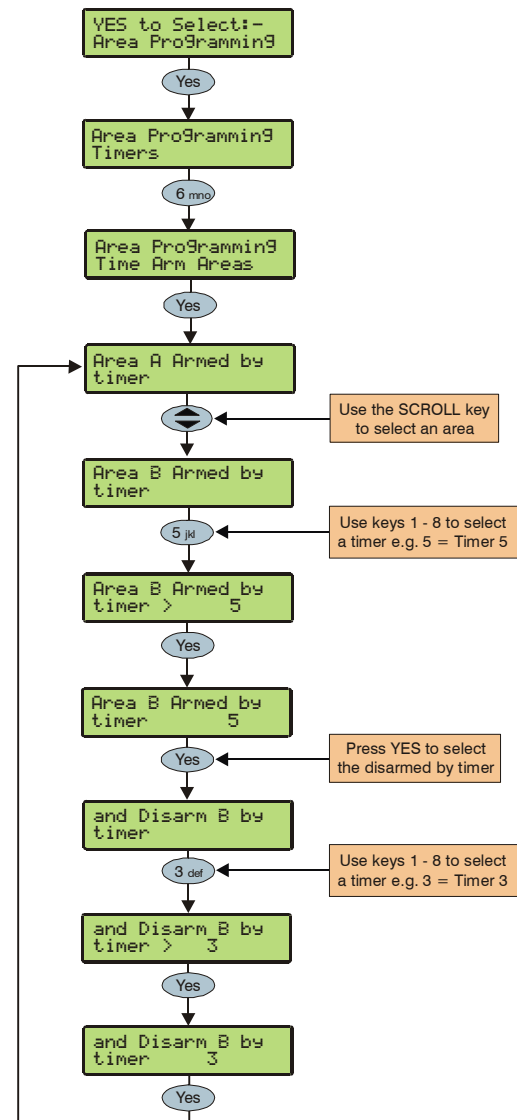 YES to Select:-
Area Programming
Yes
Area Programming
Timers
6 mno
Area Programming
Time Arm Areas
Yes
Area A Armed by
timer
Use the SCROLL key
to select an area
Area B Armed by
timer
5 jkl
Use keys 1 - 8 to select
a timer e.g. 5 = Timer 5
Area B Armed by
timer > 5
Yes
Area B Armed by
timer 5
Yes
Press YES to select
the disarmed by timer
and Disarm B by
timer
3 def
Use keys 1 - 8 to select
a timer e.g. 3 = Timer 3
and Disarm B by
timer > 3
Yes
and Disarm B by
timer 3
Yes